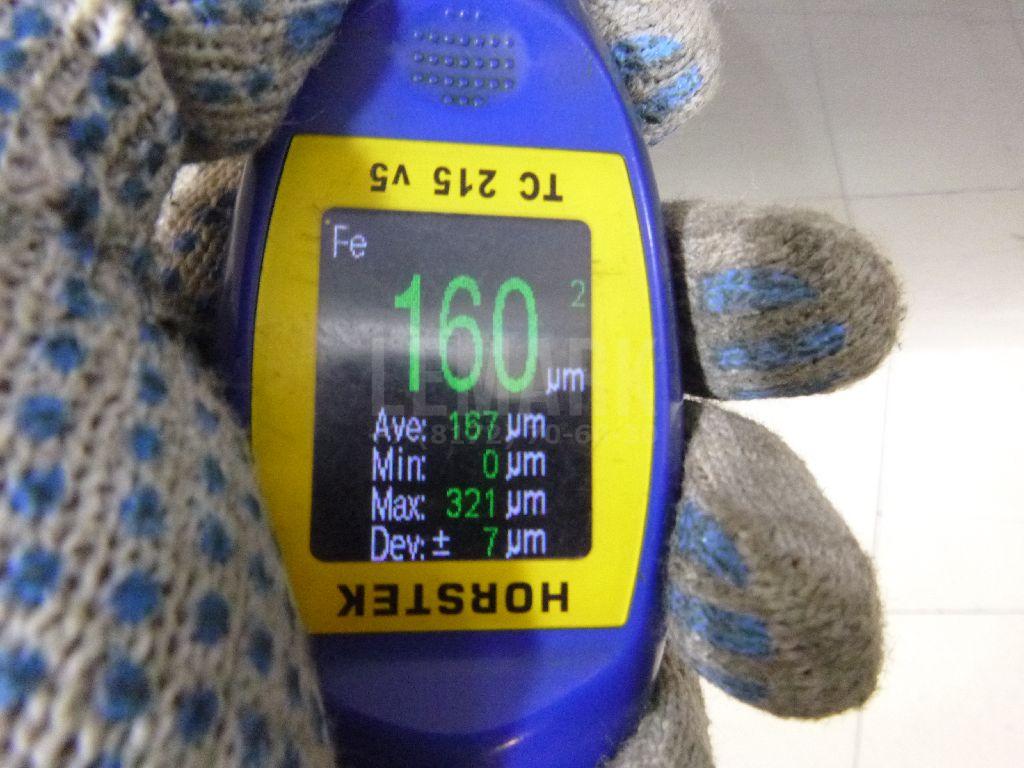 TC 215 v5
Fe
160 2
µm
Ave: 167 µm
Min: 0 µm
Max: 321 µm
Dev: ± 7 µm
HORSTEK
LEMARK